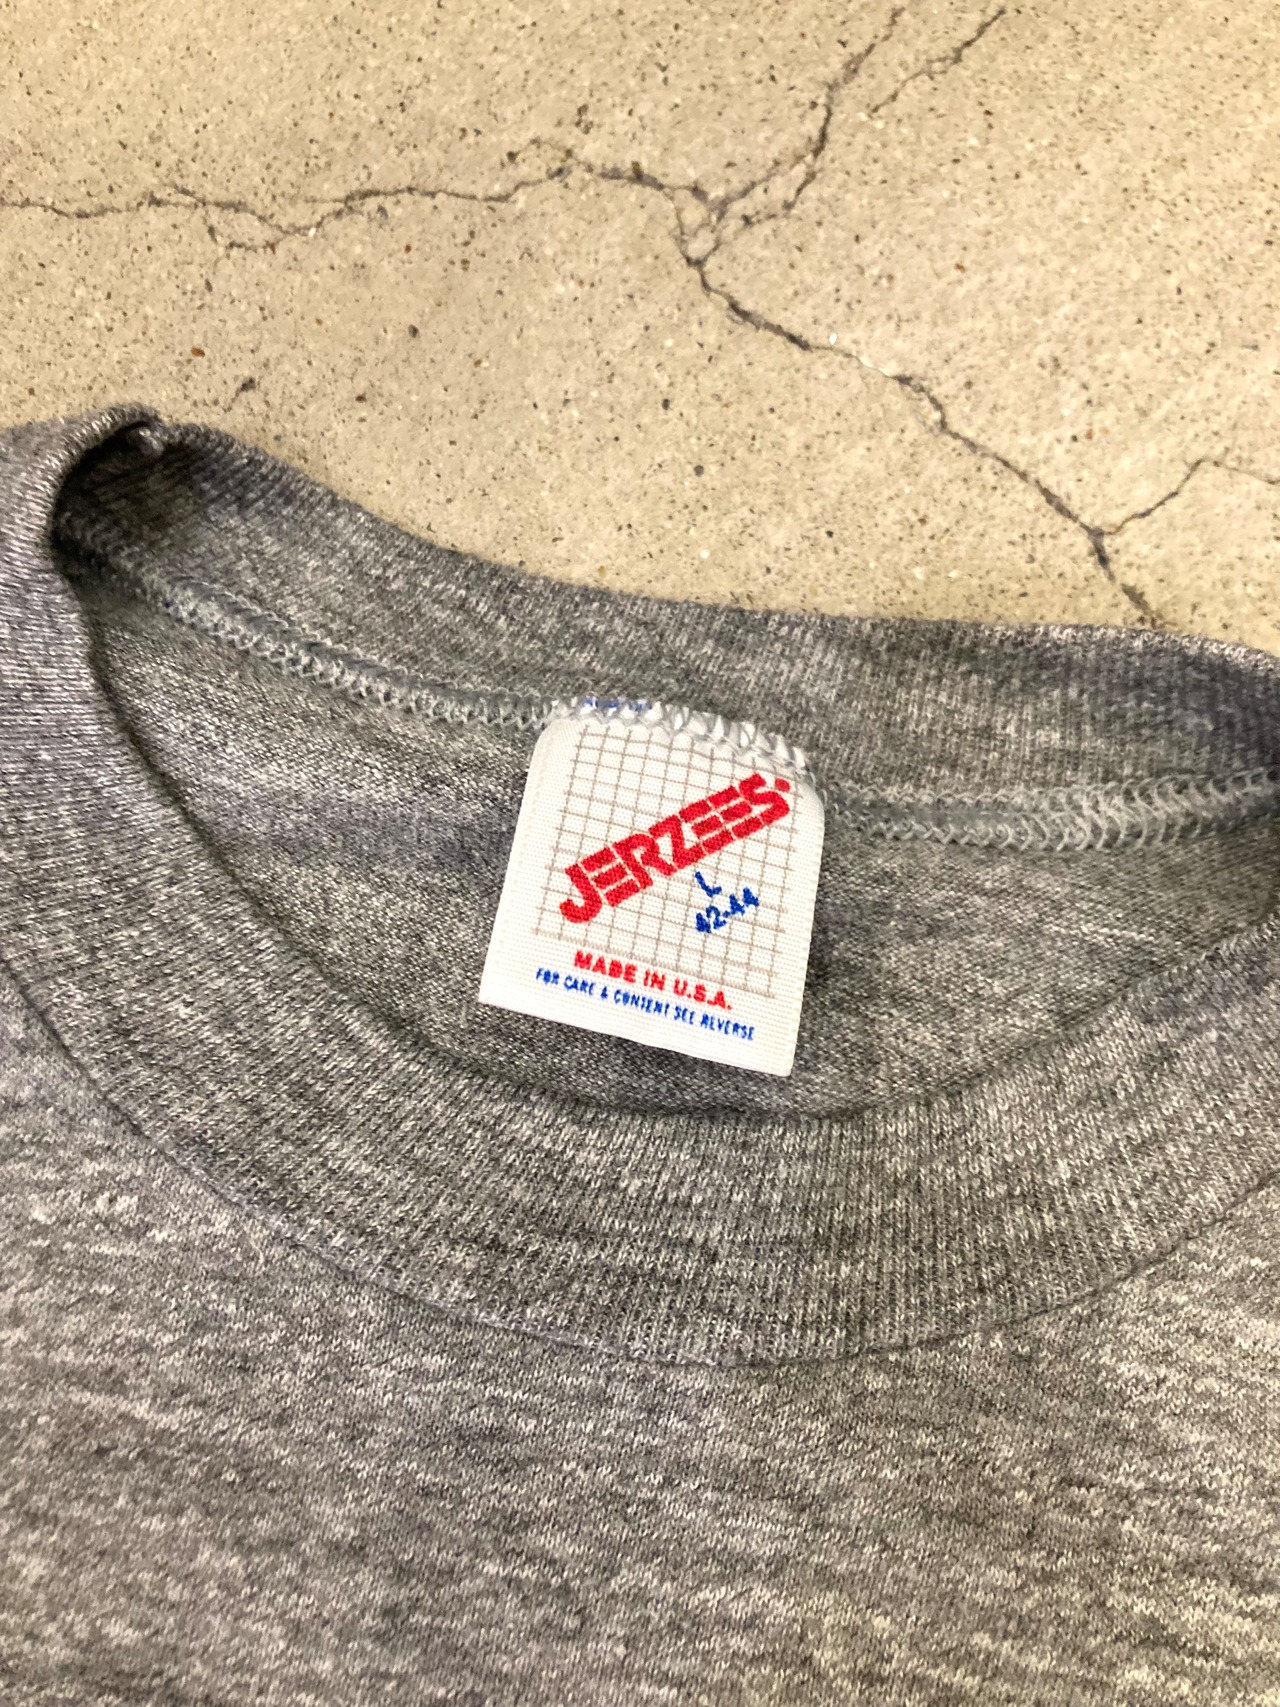 JERZEES
L
42-44
MADE IN U.S.A.
FOR CARE & CONTENT SEE REVERSE